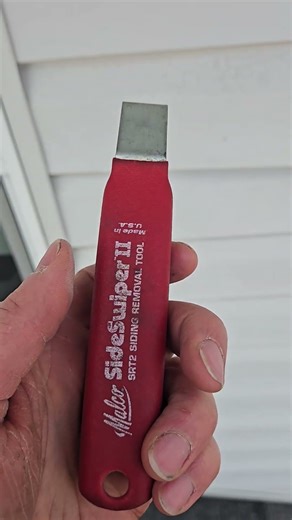 Malco SideSwiper II
SRT2 SIDING REMOVAL TOOL
Made in
U.S.A.